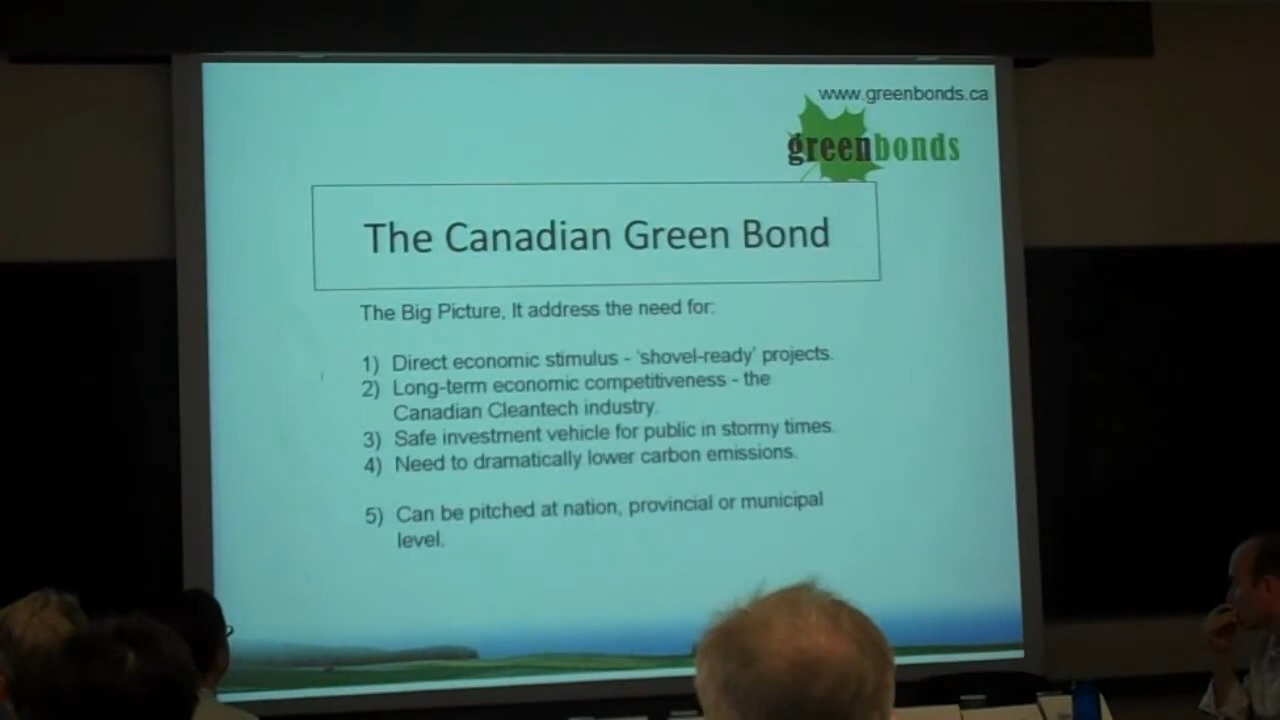 www.greenbonds.ca
greenbonds
The Canadian Green Bond
The Big Picture, It address the need for:
1) Direct economic stimulus - 'shovel-ready' projects.
2) Long-term economic competitiveness - the
Canadian Cleantech industry.
3) Safe investment vehicle for public in stormy times.
4) Need to dramatically lower carbon emissions.
5) Can be pitched at nation, provincial or municipal
level.